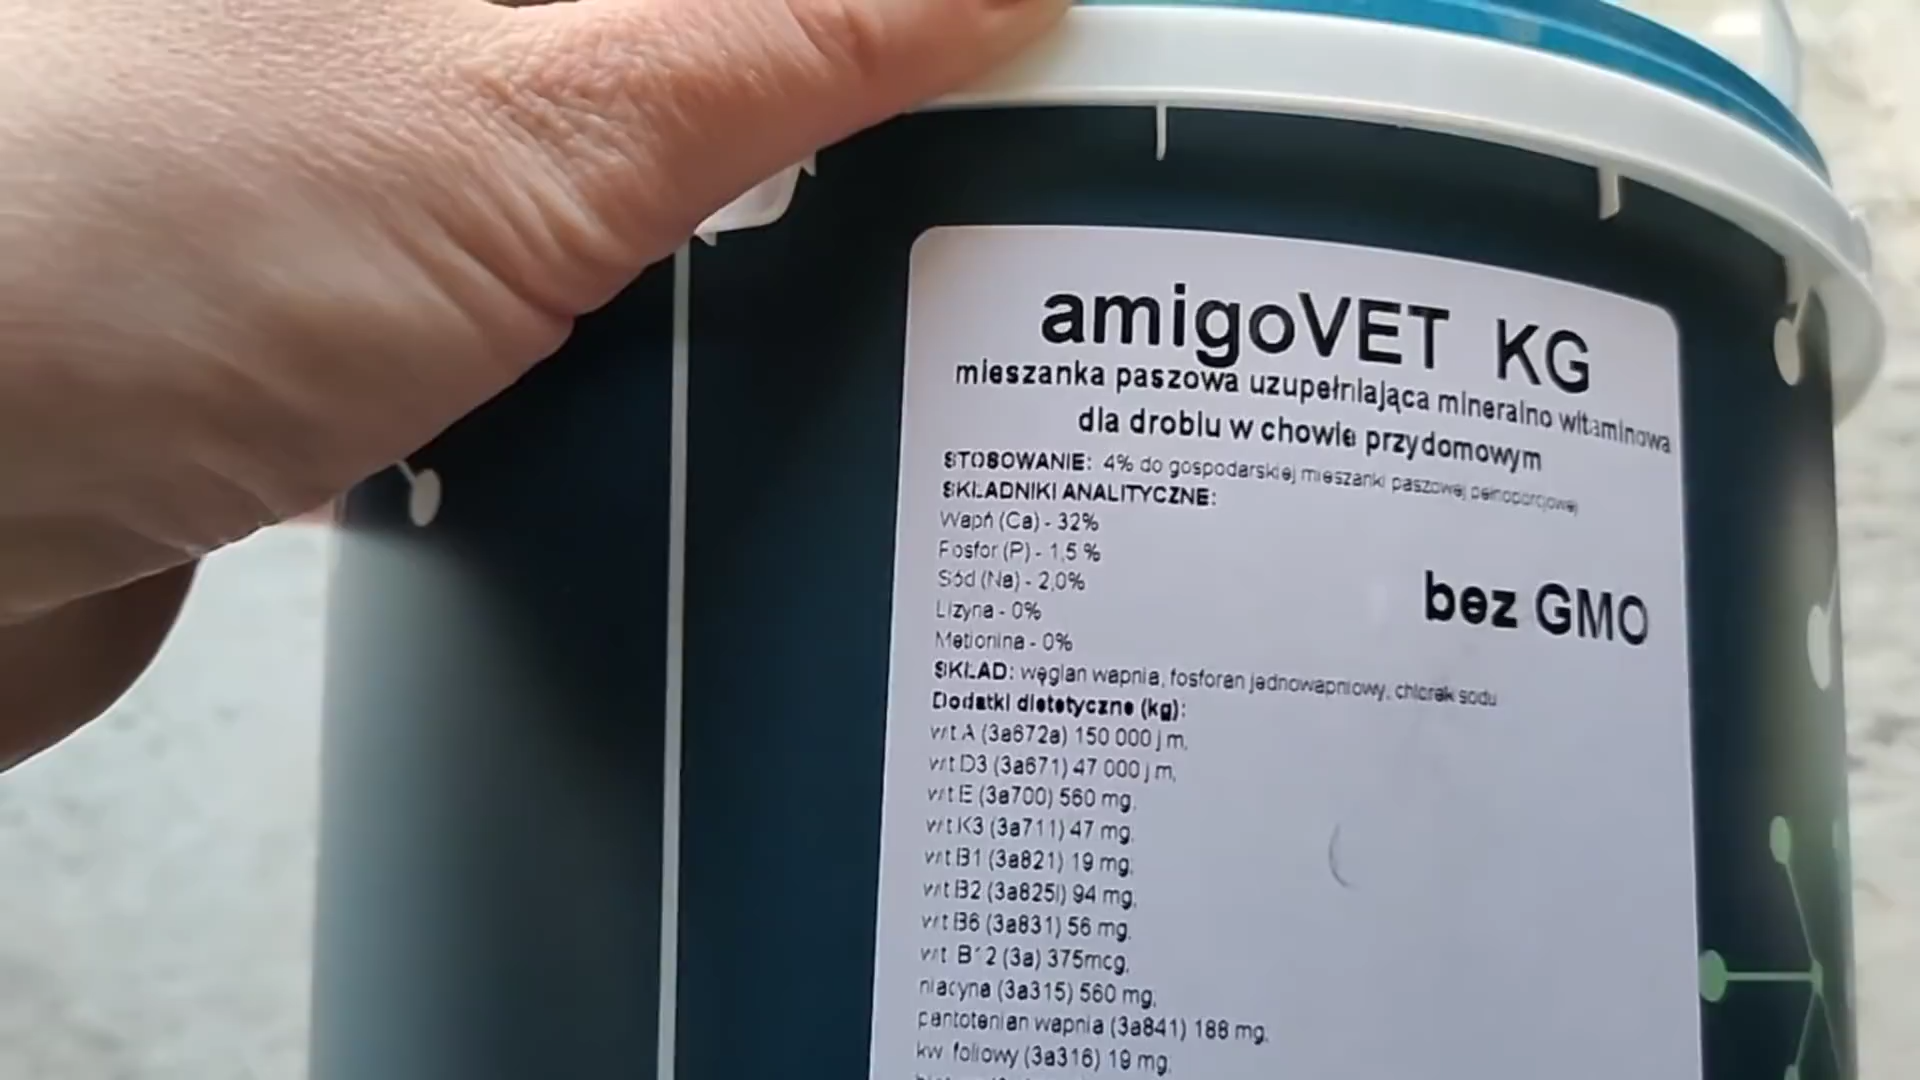 amigoVET KG
mieszanka paszowa uzupełniająca mineralno witaminowa
dla drobiu w chowie przydomowym
STOSOWANIE: 4% do gospodarskiej mieszanki paszowej pełnoporcjowej
SKŁADNIKI ANALITYCZNE:
Wapń (Ca) - 32%
Fosfor (P) - 1,5 %
Sód (Na) - 2,0%
Lizyna - 0%
Metionina - 0%
bez GMO
SKŁAD: węglan wapnia, fosforan jednowapniowy, chlorek sodu
Dodatki dietetyczne (kg):
wit A (3a672a) 150 000 j m,
wit D3 (3a671) 47 000 j m,
wit E (3a700) 560 mg,
wit K3 (3a711) 47 mg,
wit B1 (3a821) 19 mg,
wit B2 (3a825i) 94 mg,
wit B6 (3a831) 56 mg,
wit B12 (3a) 375mcg,
niacyna (3a315) 560 mg,
pantotenian wapnia (3a841) 188 mg,
kw foliowy (3a316) 19 mg,